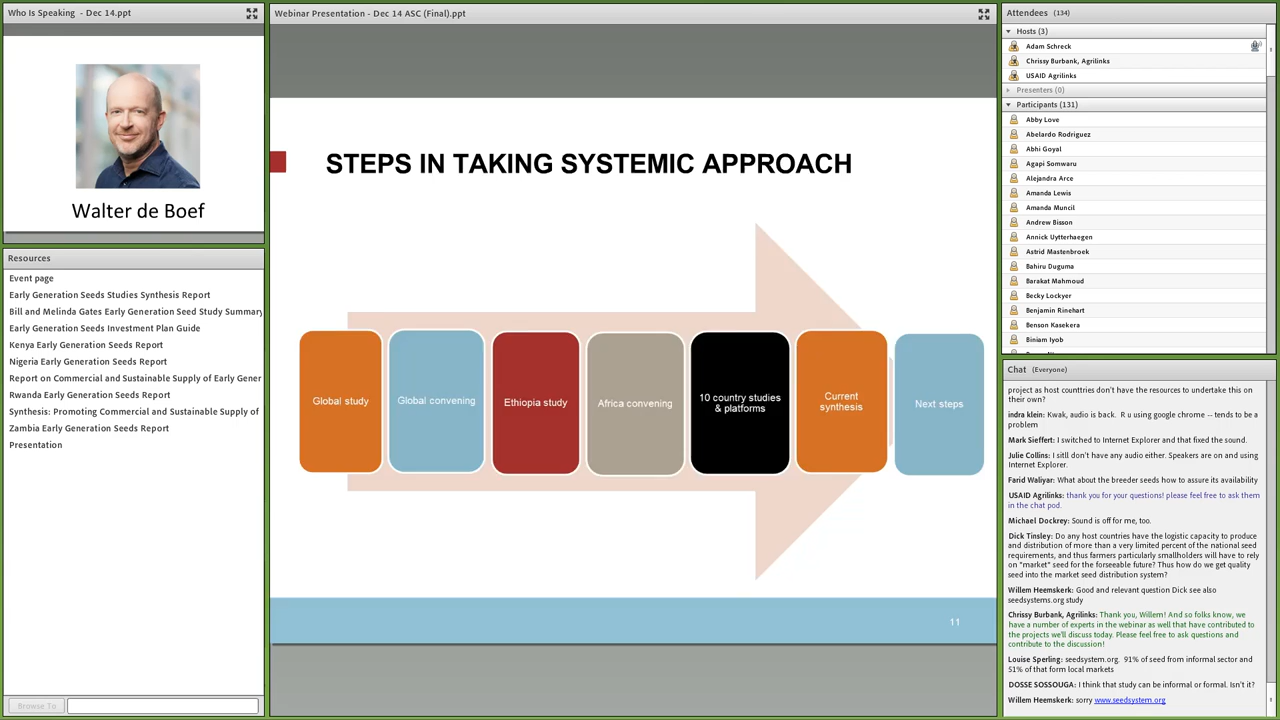 Who Is Speaking - Dec 14.ppt
Walter de Boef
Resources
Event page
Early Generation Seeds Studies Synthesis Report
Bill and Melinda Gates Early Generation Seed Study Summary
Early Generation Seeds Investment Plan Guide
Kenya Early Generation Seeds Report
Nigeria Early Generation Seeds Report
Report on Commercial and Sustainable Supply of Early Gener
Rwanda Early Generation Seeds Report
Synthesis: Promoting Commercial and Sustainable Supply of
Zambia Early Generation Seeds Report
Presentation
Browse To
Webinar Presentation - Dec 14 ASC (Final).ppt
STEPS IN TAKING SYSTEMIC APPROACH
Global study
Global convening
Ethiopia study
Africa convening
10 country studies
& platforms
Current
synthesis
Next steps
11
Attendees (134)
Hosts (3)
Adam Schreck
Chrissy Burbank, Agrilinks
USAID Agrilinks
Presenters (0)
Participants (131)
Abby Love
Abelardo Rodriguez
Abhi Goyal
Agapi Somwaru
Alejandra Arce
Amanda Lewis
Amanda Muncil
Andrew Bisson
Annick Uytterhaegen
Astrid Mastenbroek
Bahiru Duguma
Barakat Mahmoud
Becky Lockyer
Benjamin Rinehart
Benson Kasekera
Biniam Iyob
Chat (Everyone)
project as host counttries don't have the resources to undertake this on
their own?
indra klein: Kwak, audio is back. R u using google chrome -- tends to be a
problem
Mark Sieffert: I switched to Internet Explorer and that fixed the sound.
Julie Collins: I sitll don't have any audio either. Speakers are on and using
Internet Explorer.
Farid Waliyar: What about the breeder seeds how to assure its availability
USAID Agrilinks: thank you for your questions! please feel free to ask them
in the chat pod.
Michael Dockrey: Sound is off for me, too.
Dick Tinsley: Do any host countries have the logistic capacity to produce
and distribution of more than a very limited percent of the national seed
requirements, and thus farmers particularly smallholders will have to rely
on "market" seed for the forseeable future? Thus how do we get quality
seed into the market seed distribution system?
Willem Heemskerk: Good and relevant question Dick see also
seedsystems.org study
Chrissy Burbank, Agrilinks: Thank you, Willem! And so folks know, we
have a number of experts in the webinar as well that have contributed to
the projects we'll discuss today. Please feel free to ask questions and
contribute to the discussion!
Louise Sperling: seedsystem.org. 91% of seed from informal sector and
51% of that form local markets
DOSSE SOSSOUGA: I think that study can be informal or formal. Isn't it?
Willem Heemskerk: sorry www.seedsystem.org